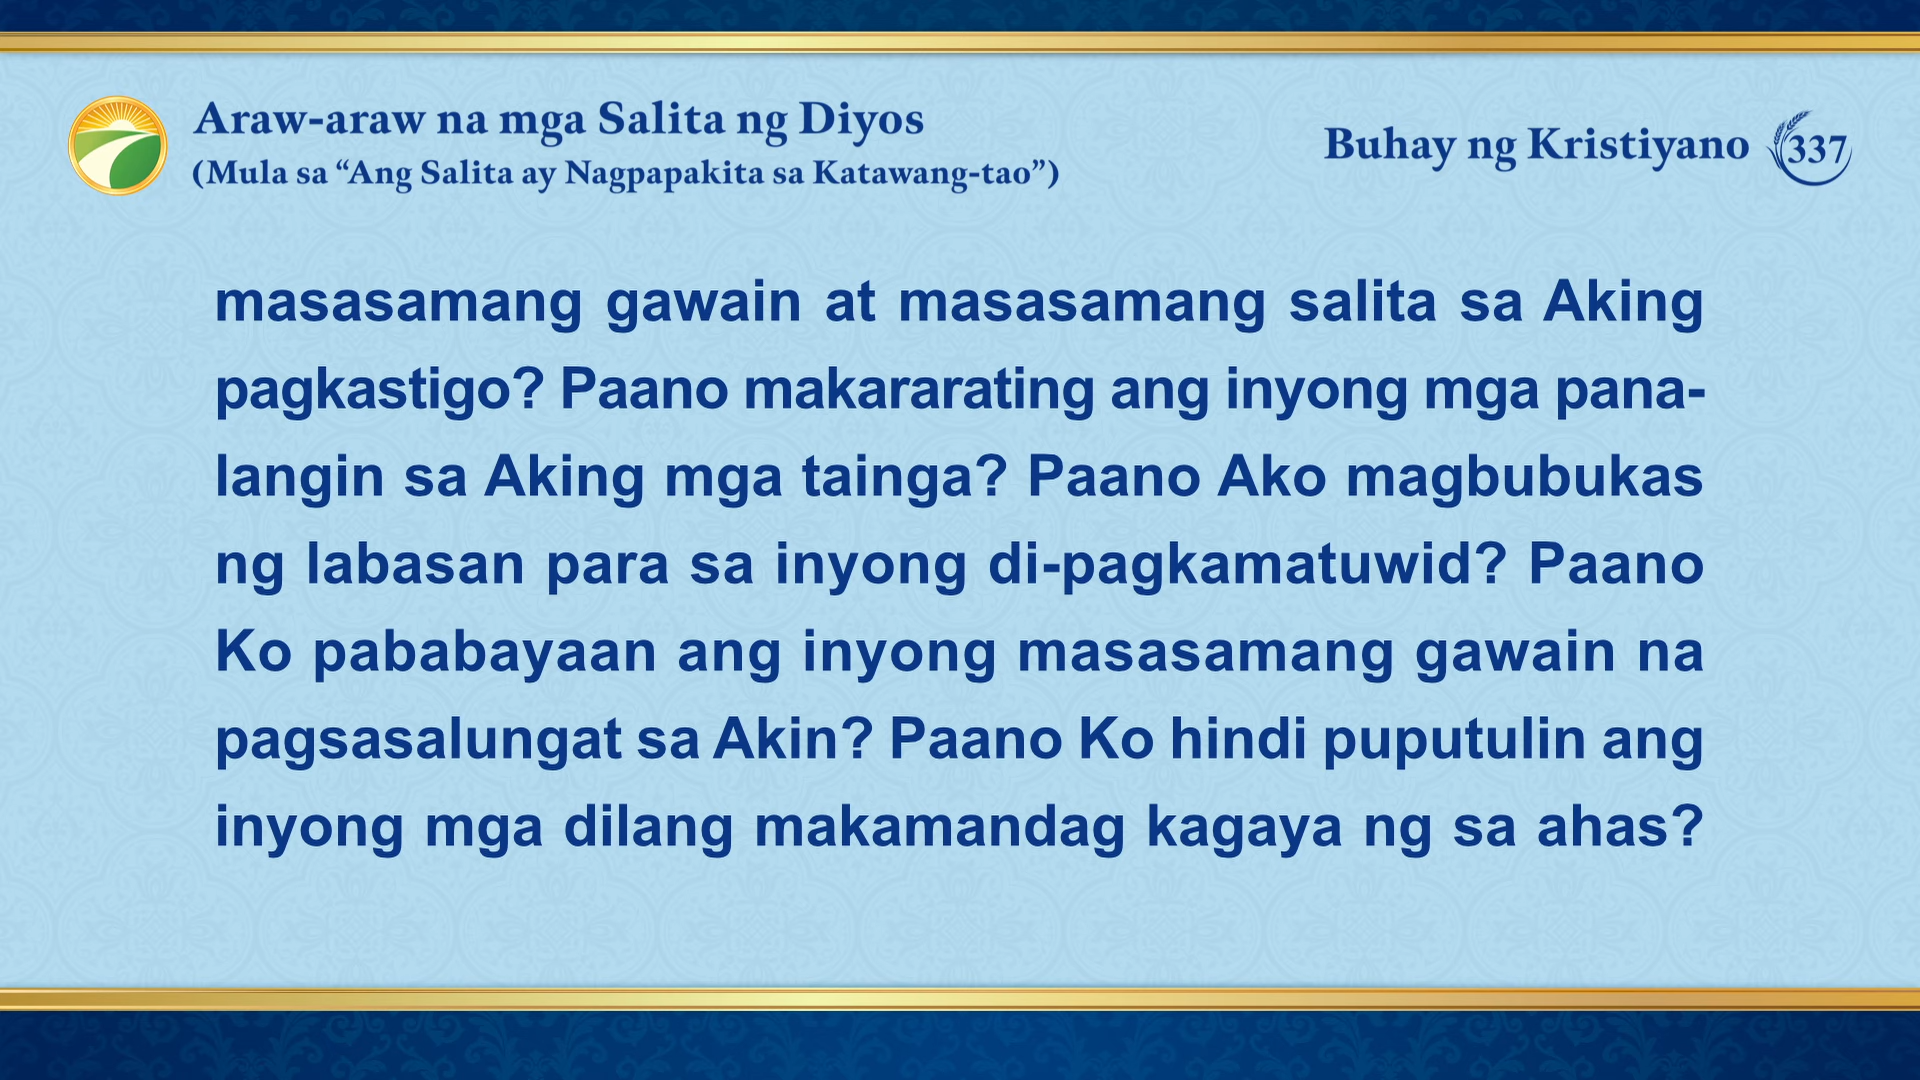 Araw-araw na mga Salita ng Diyos
(Mula sa “Ang Salita ay Nagpapakita sa Katawang-tao”)
Buhay ng Kristiyano 337
masasamang gawain at masasamang salita sa Aking
pagkastigo? Paano makararating ang inyong mga pana-
langin sa Aking mga tainga? Paano Ako magbubukas
ng labasan para sa inyong di-pagkamatuwid? Paano
Ko pababayaan ang inyong masasamang gawain na
pagsasalungat sa Akin? Paano Ko hindi puputulin ang
inyong mga dilang makamandag kagaya ng sa ahas?